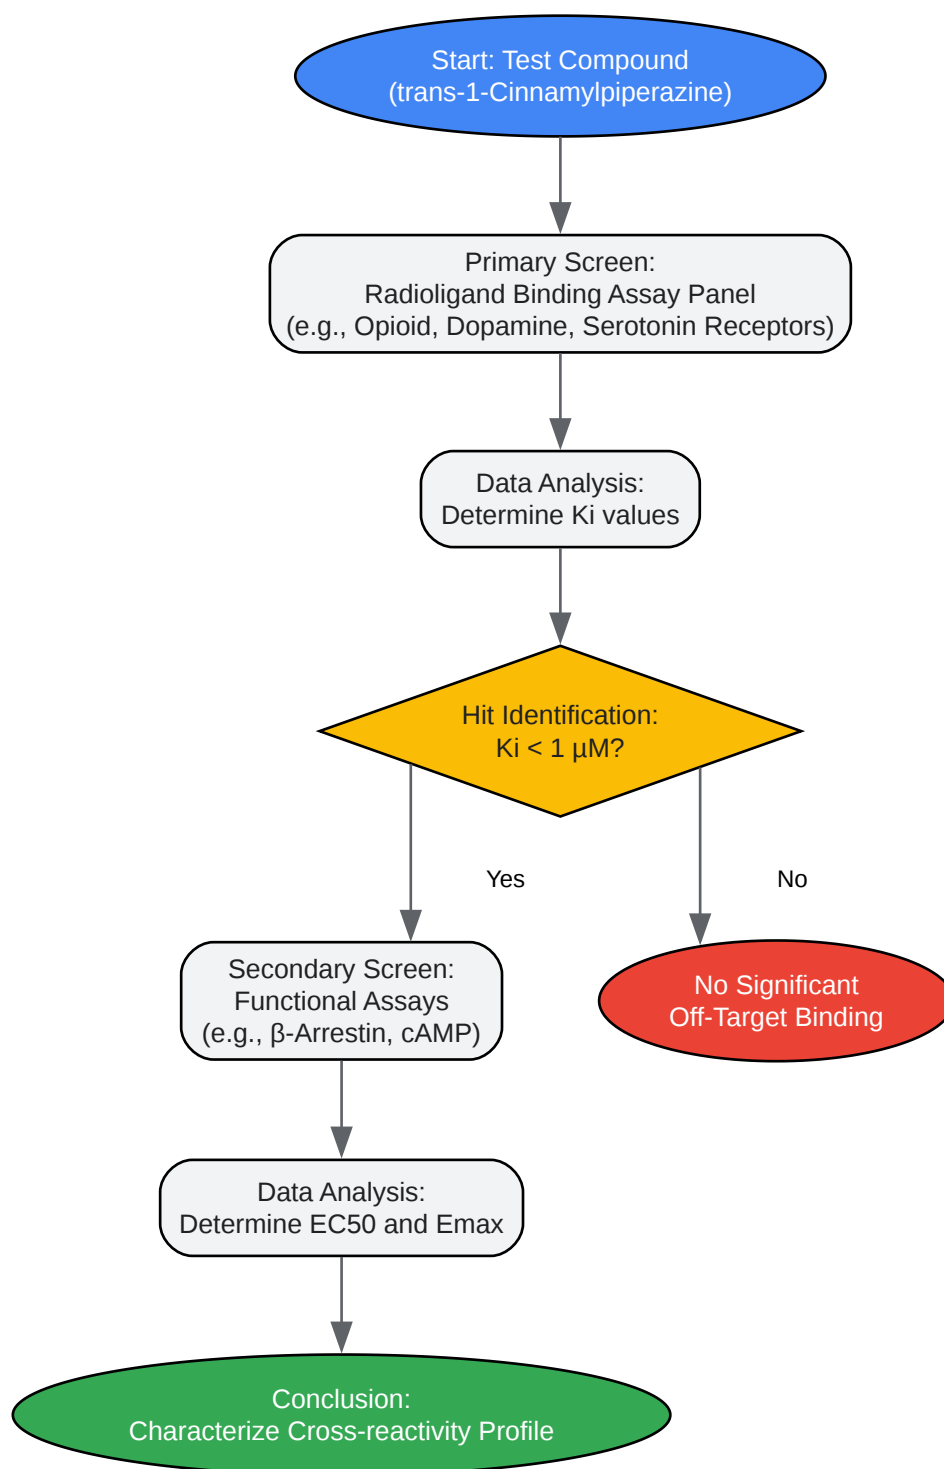 Start: Test Compound
(trans-1-Cinnamylpiperazine)
Primary Screen:
Radioligand Binding Assay Panel
(e.g., Opioid, Dopamine, Serotonin Receptors)
Data Analysis:
Determine Ki values
Hit Identification:
Ki < 1 µM?
Yes
No
Secondary Screen:
Functional Assays
(e.g., β-Arrestin, cAMP)
No Significant
Off-Target Binding
Data Analysis:
Determine EC50 and Emax
Conclusion:
Characterize Cross-reactivity Profile